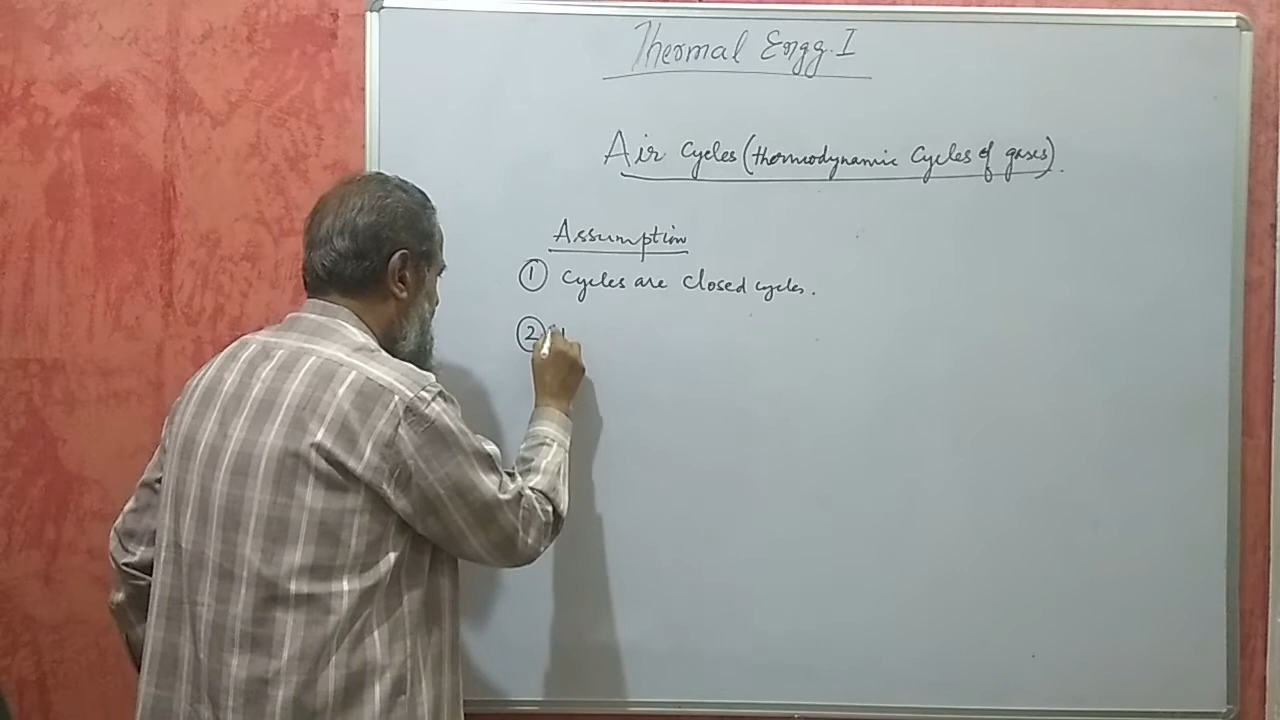 Thermal Engg. I
Air Cycles (thermodynamic Cycles of gases).
Assumption
① Cycles are closed cycles.
②